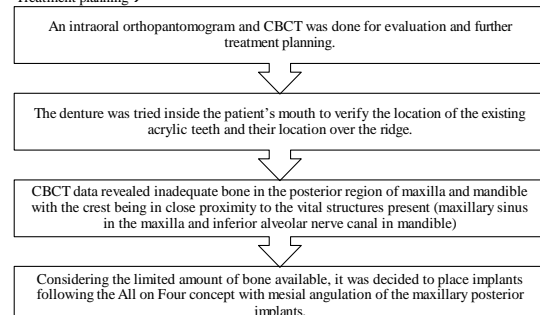 Treatment planning
An intraoral orthopantomogram and CBCT was done for evaluation and further
treatment planning.
The denture was tried inside the patient's mouth to verify the location of the existing
acrylic teeth and their location over the ridge.
CBCT data revealed inadequate bone in the posterior region of maxilla and mandible
with the crest being in close proximity to the vital structures present (maxillary sinus
in the maxilla and inferior alveolar nerve canal in mandible)
Considering the limited amount of bone available, it was decided to place implants
following the All on Four concept with mesial angulation of the maxillary posterior
implants.